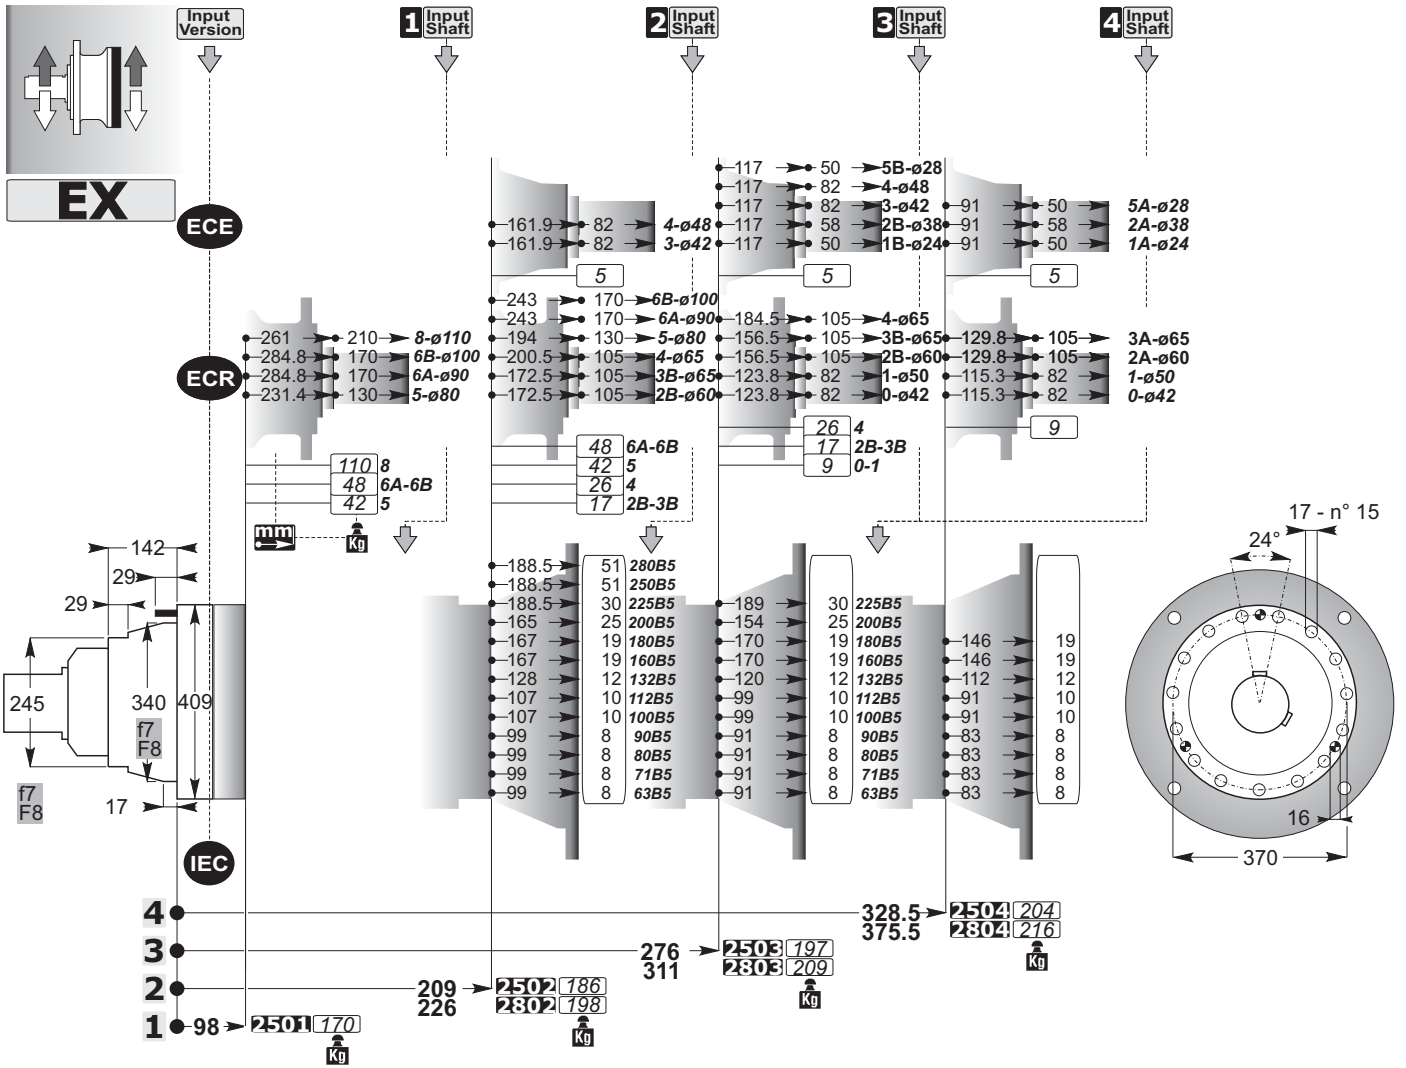 Input
Version
1 Input
Shaft
2 Input
Shaft
3 Input
Shaft
4 Input
Shaft
EX
117 50 5B-ø28
117 82 4-ø48
117 82 3-ø42 91 50 5A-ø28
ECE
161.9 82 4-ø48 117 58 2B-ø38 91 58 2A-ø38
161.9 82 3-ø42 117 50 1B-ø24 91 50 1A-ø24
5 5 5
243 170 6B-ø100
243 170 6A-ø90 184.5 105 4-ø65
261 210 8-ø110 194 130 5-ø80 156.5 105 3B-ø65 129.8 105 3A-ø65
284.8 170 6B-ø100 200.5 105 4-ø65 156.5 105 2B-ø60 129.8 105 2A-ø60
ECR
284.8 170 6A-ø90 172.5 105 3B-ø65 123.8 82 1-ø50 115.3 82 1-ø50
231.4 130 5-ø80 172.5 105 2B-ø60 123.8 82 0-ø42 115.3 82 0-ø42
26 4 9
48 6A-6B 17 2B-3B
110 8 42 5 9 0-1
48 6A-6B 26 4
42 5 17 2B-3B
mm Kg
17 - n° 15
24°
142
29
29
188.5 51 280B5
188.5 51 250B5
188.5 30 225B5 189 30 225B5
165 25 200B5 154 25 200B5
167 19 180B5 170 19 180B5 146 19
167 19 160B5 170 19 160B5 146 19
128 12 132B5 120 12 132B5 112 12
107 10 112B5 99 10 112B5 91 10
107 10 100B5 99 10 100B5 91 10
99 8 90B5 91 8 90B5 83 8
99 8 80B5 91 8 80B5 83 8
99 8 71B5 91 8 71B5 83 8
99 8 63B5 91 8 63B5 83 8
245 340 409
f7
F8
f7
F8
17
16
370
IEC
4 328.5 2504 204
375.5 2804 216
Kg
3 276 2503 197
311 2803 209
Kg
2 209 2502 186
226 2802 198
Kg
1 98 2501 170
Kg